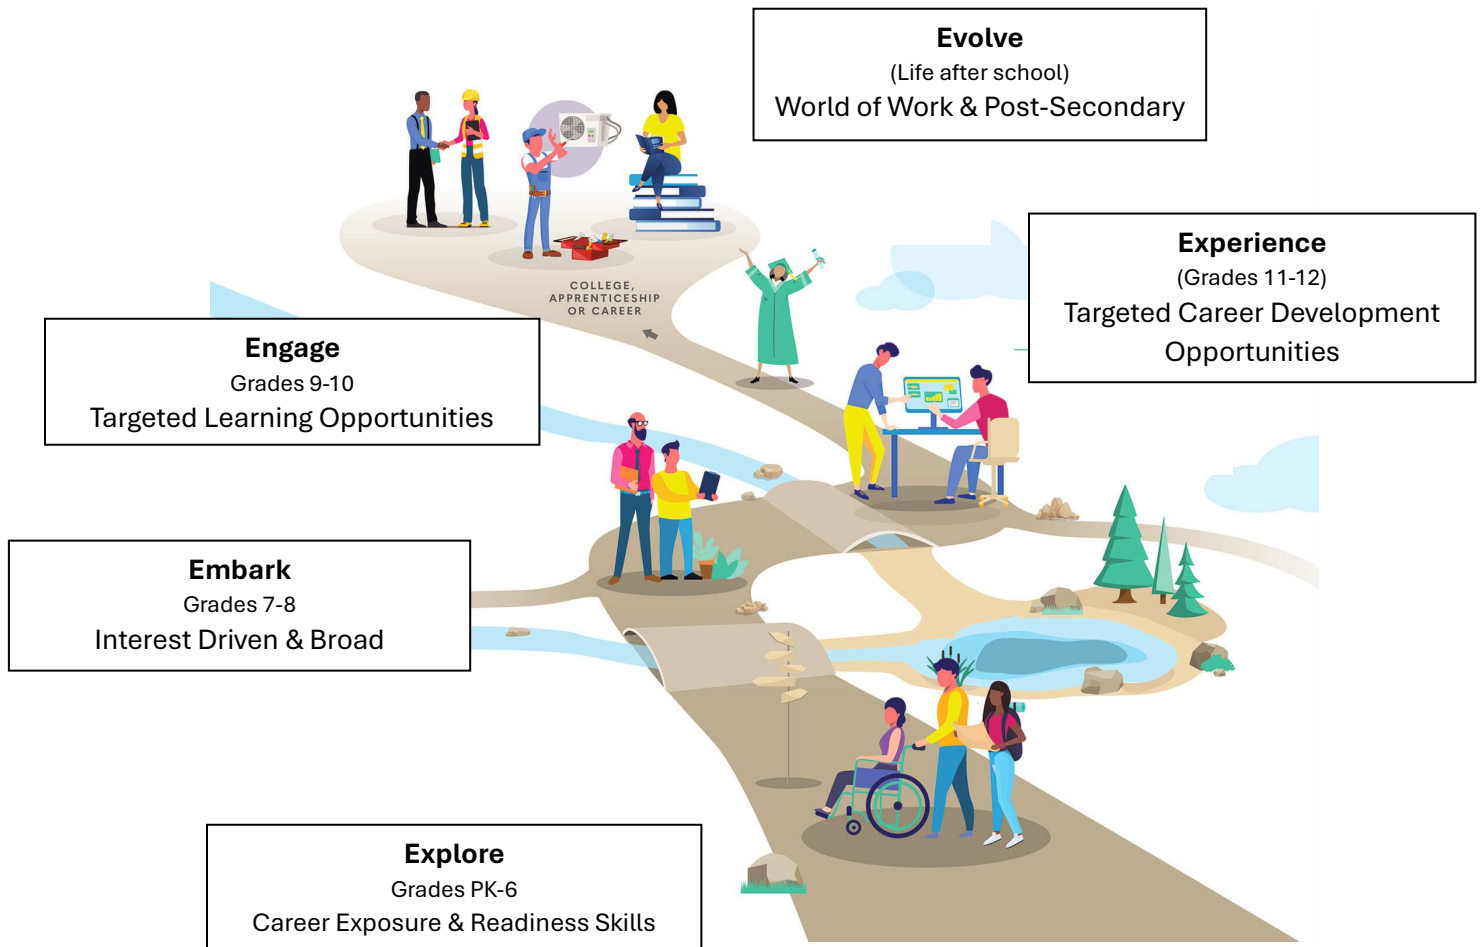 Evolve
(Life after school)
World of Work & Post-Secondary
Experience
(Grades 11-12)
Targeted Career Development
Opportunities
COLLEGE,
APPRENTICESHIP
OR CAREER
Engage
Grades 9-10
Targeted Learning Opportunities
Embark
Grades 7-8
Interest Driven & Broad
Explore
Grades PK-6
Career Exposure & Readiness Skills